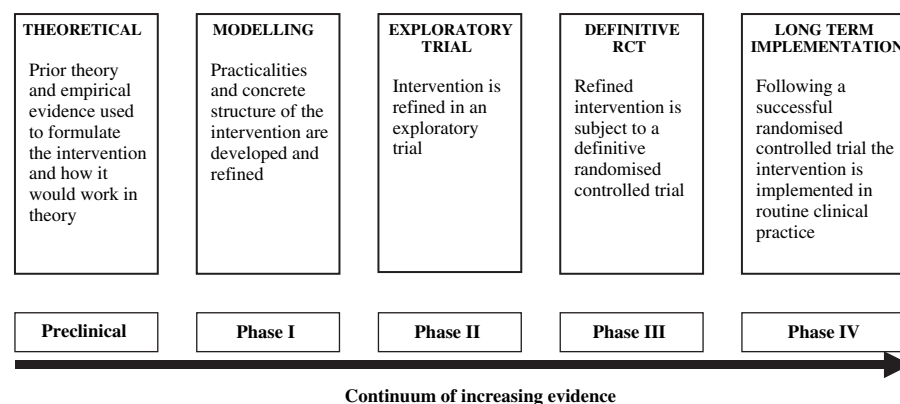 THEORETICAL
Prior theory
and empirical
evidence used
to formulate
the intervention
and how it
would work in
theory
MODELLING
Practicalities
and concrete
structure of the
intervention are
developed and
refined
EXPLORATORY
TRIAL
Intervention is
refined in an
exploratory
trial
DEFINITIVE
RCT
Refined
intervention is
subject to a
definitive
randomised
controlled trial
LONG TERM
IMPLEMENTATION
Following a
successful
randomised
controlled trial the
intervention is
implemented in
routine clinical
practice
Preclinical
Phase I
Phase II
Phase III
Phase IV
Continuum of increasing evidence